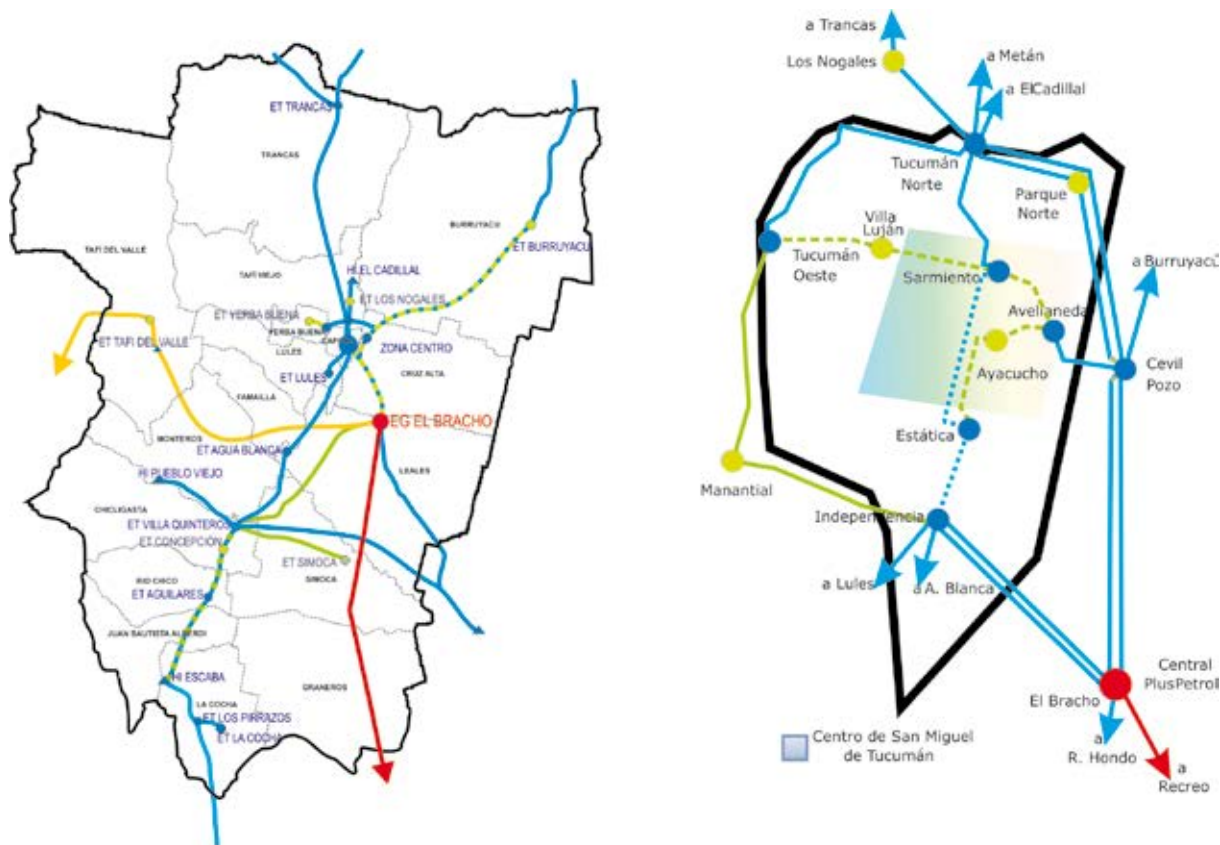 ET TRANCAS
TRANCAS
BURRUYACU
TAFÍ DEL VALLE
ET BURRUYACU
TAFÍ VIEJO
HI.EL CADILLAL
ET LOS NOGALES
ET YERBA BUENA
YERBA BUENA
CAP
ET TAFI DEL VALLE
LULES
ZONA CENTRO
ET LULES
CRUZ ALTA
FAMAILLA
EG EL BRACHO
MONTEROS
ET AGUA BLANCA
LEALES
HI PUEBLO VIEJO
CHICLIGASTA
ET VILLA QUINTEROS
ET CONCEPCIÓN
ET SIMOCA
SIMOCA
RIO CHICO
ET AGUILARES
JUAN BAUTISTA ALBERDI
HI ESCABA
GRANEROS
LA COCHA
ET LOS PIRRAZOS
ET LA COCHA
a Trancas
Los Nogales
a Metán
a ElCadillal
Tucumán
Norte
Parque
Norte
Villa
Luján
Tucumán
Oeste
Sarmiento
a Burruyacú
Avellaneda
Ayacucho
Cevil
Pozo
Estática
Manantial
Independencia
a Lules
a A. Blanca
Central
PlusPetroll
El Bracho
Centro de San Miguel
de Tucumán
a
R. Hondo
a
Recreo